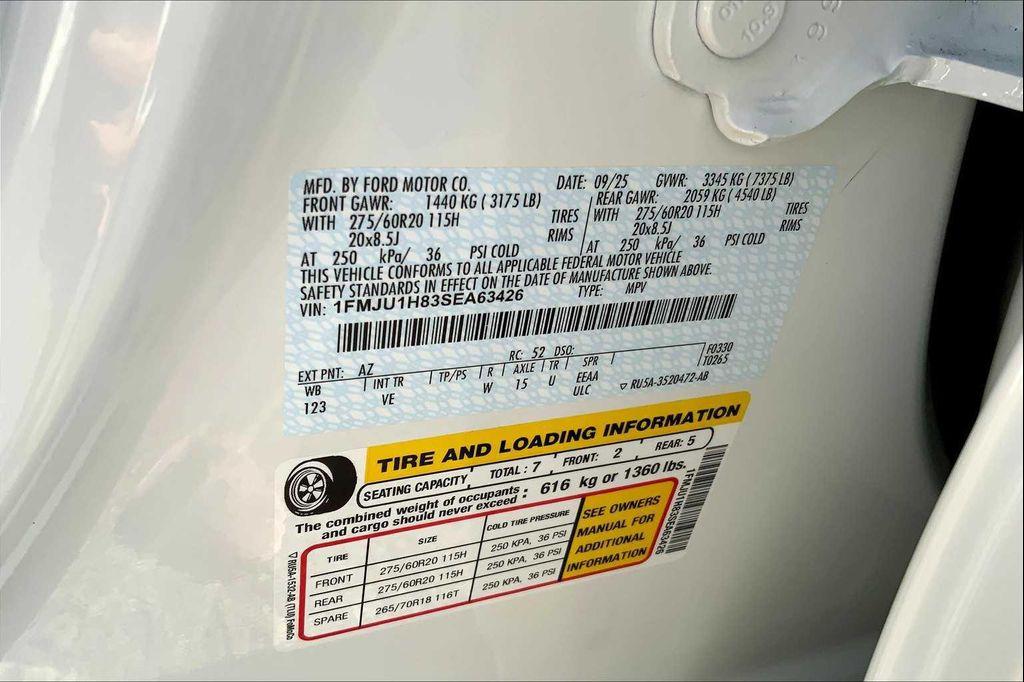 MFD. BY FORD MOTOR CO. DATE: 09/25 GVWR: 3345 KG ( 7375 LB)
FRONT GAWR: 1440 KG ( 3175 LB) REAR GAWR: 2059 KG ( 4540 LB)
WITH 275/60R20 115H TIRES WITH 275/60R20 115H TIRES
20x8.5J RIMS 20x8.5J RIMS
AT 250 kPa/ 36 PSI COLD AT 250 kPa/ 36 PSI COLD
THIS VEHICLE CONFORMS TO ALL APPLICABLE FEDERAL MOTOR VEHICLE
SAFETY STANDARDS IN EFFECT ON THE DATE OF MANUFACTURE SHOWN ABOVE.
VIN: 1FMJU1H83SEA63426 TYPE: MPV
EXT PNT: AZ RC: 52 DSO: F0330
WB INT TR TP/PS R AXLE TR SPR T0265
123 VE W 15 U EEAA
ULC ▽ RU5A-3520472-AB
TIRE AND LOADING INFORMATION
SEATING CAPACITY TOTAL : 7 FRONT: 2 REAR: 5
The combined weight of occupants and cargo should never exceed : 616 kg or 1360 lbs.
TIRE SIZE COLD TIRE PRESSURE
FRONT 275/60R20 115H 250 KPA, 36 PSI
REAR 275/60R20 115H 250 KPA, 36 PSI
SPARE 265/70R18 116T 250 KPA, 36 PSI
SEE OWNERS
MANUAL FOR
ADDITIONAL
INFORMATION
1FMJU1H83SEA63426
▽ RU5A-1532-AB (TLU) FoMoCo
10.9